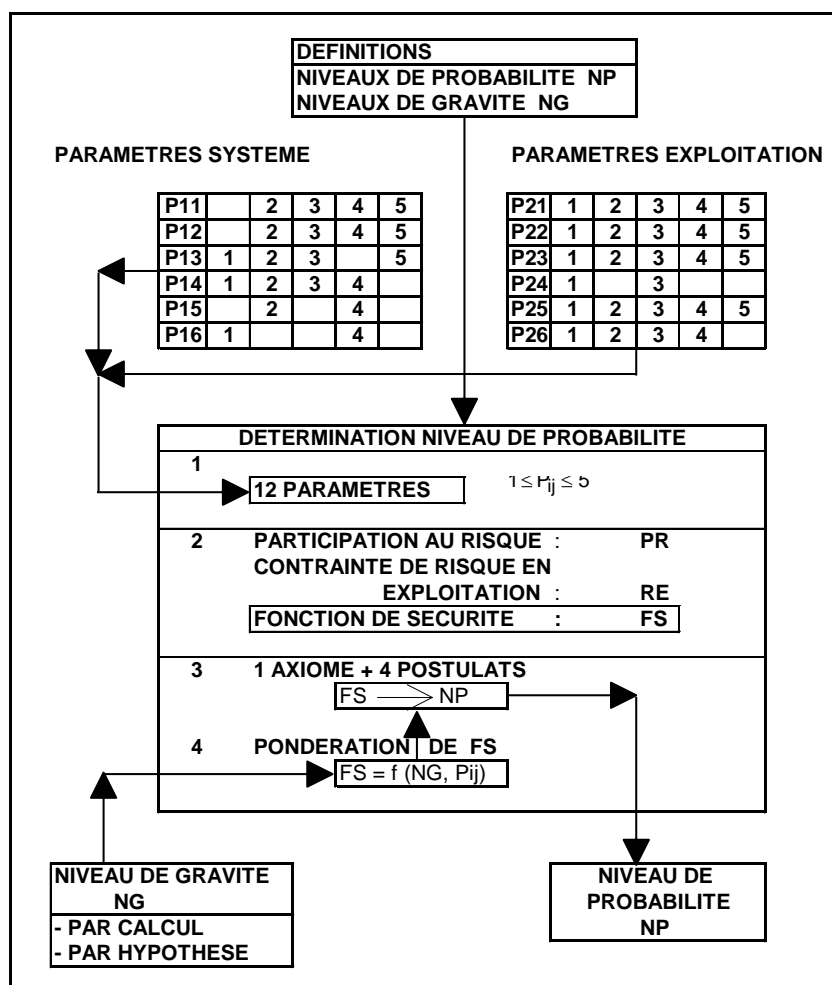 DEFINITIONS
NIVEAUX DE PROBABILITE NP
NIVEAUX DE GRAVITE NG
PARAMETRES SYSTEME
PARAMETRES EXPLOITATION
P11 2 3 4 5
P12 2 3 4 5
P13 1 2 3 5
P14 1 2 3 4
P15 2 4
P16 1 4
P21 1 2 3 4 5
P22 1 2 3 4 5
P23 1 2 3 4 5
P24 1 3
P25 1 2 3 4 5
P26 1 2 3 4
DETERMINATION NIVEAU DE PROBABILITE
1
12 PARAMETRES 1 ≤ Pij ≤ 5
2 PARTICIPATION AU RISQUE : PR
CONTRAINTE DE RISQUE EN
EXPLOITATION : RE
FONCTION DE SECURITE : FS
3 1 AXIOME + 4 POSTULATS
FS NP
4 PONDERATION DE FS
FS = f (NG, Pij)
NIVEAU DE GRAVITE
NG
- PAR CALCUL
- PAR HYPOTHESE
NIVEAU DE
PROBABILITE
NP